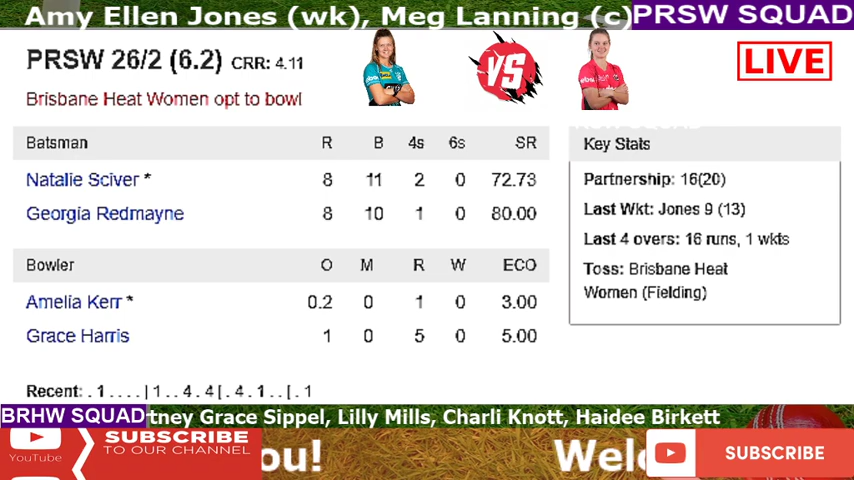 Amy Ellen Jones (wk), Meg Lanning (c) PRSW SQUAD
PRSW 26/2 (6.2) CRR: 4.11
VS
LIVE
Brisbane Heat Women opt to bowl
Batsman R B 4s 6s SR
Natalie Sciver * 8 11 2 0 72.73
Georgia Redmayne 8 10 1 0 80.00
Bowler O M R W ECO
Amelia Kerr * 0.2 0 1 0 3.00
Grace Harris 1 0 5 0 5.00
Key Stats
Partnership: 16(20)
Last Wkt: Jones 9 (13)
Last 4 overs: 16 runs, 1 wkts
Toss: Brisbane Heat
Women (Fielding)
Recent: . 1 . . . . | 1 . . 4 . 4 [ . 4 . 1 . . [ . 1
BRHW SQUAD tney Grace Sippel, Lilly Mills, Charli Knott, Haidee Birkett
YouTube
SUBSCRIBE
TO OUR CHANNEL
ou! Welc
SUBSCRIBE